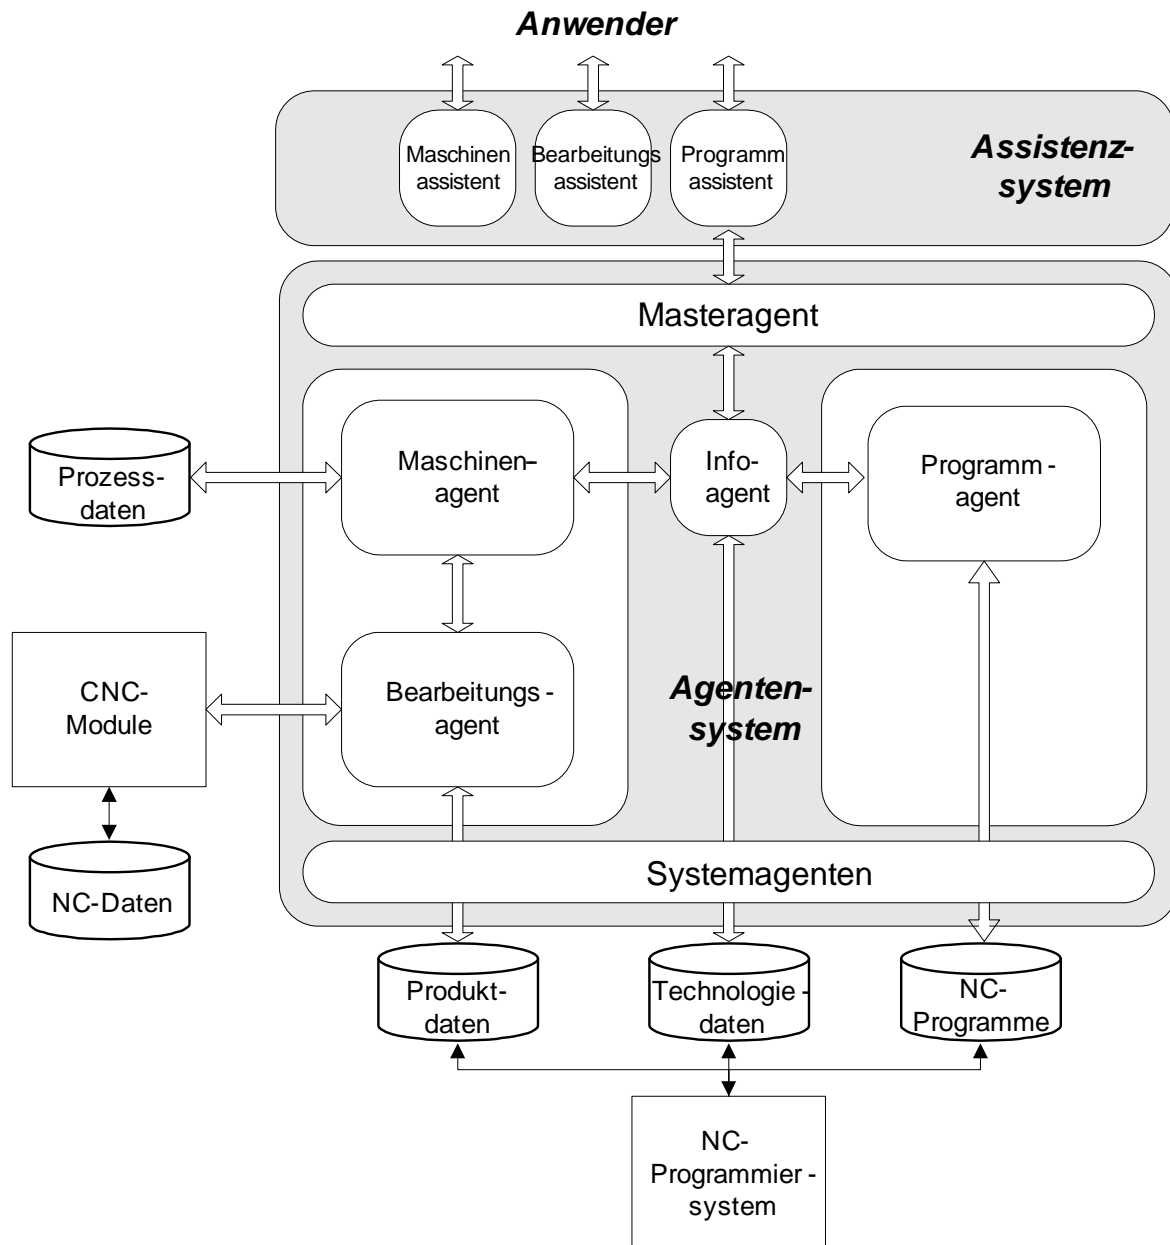 Anwender
Maschinen
assistent
Bearbeitungs
assistent
Programm
assistent
Assistenz-
system
Masteragent
Prozess-
daten
Maschinen-
agent
Info-
agent
Programm -
agent
CNC-
Module
Bearbeitungs -
agent
Agenten-
system
NC-Daten
Systemagenten
Produkt-
daten
Technologie -
daten
NC-
Programme
NC-
Programmier -
system